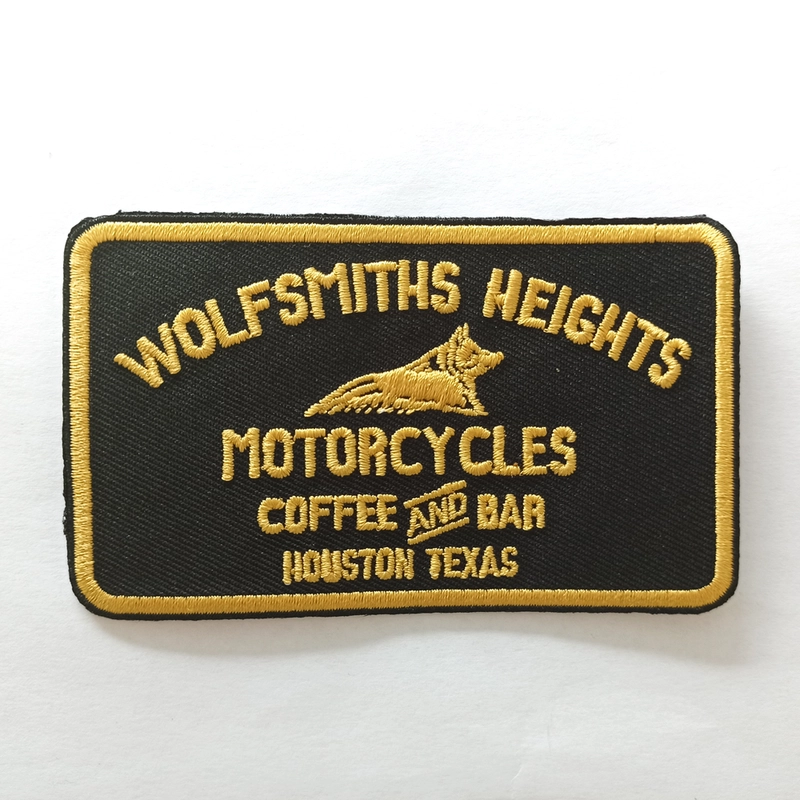 WOLFSMITHS HEIGHTS
MOTORCYCLES
COFFEE AND BAR
HOUSTON TEXAS